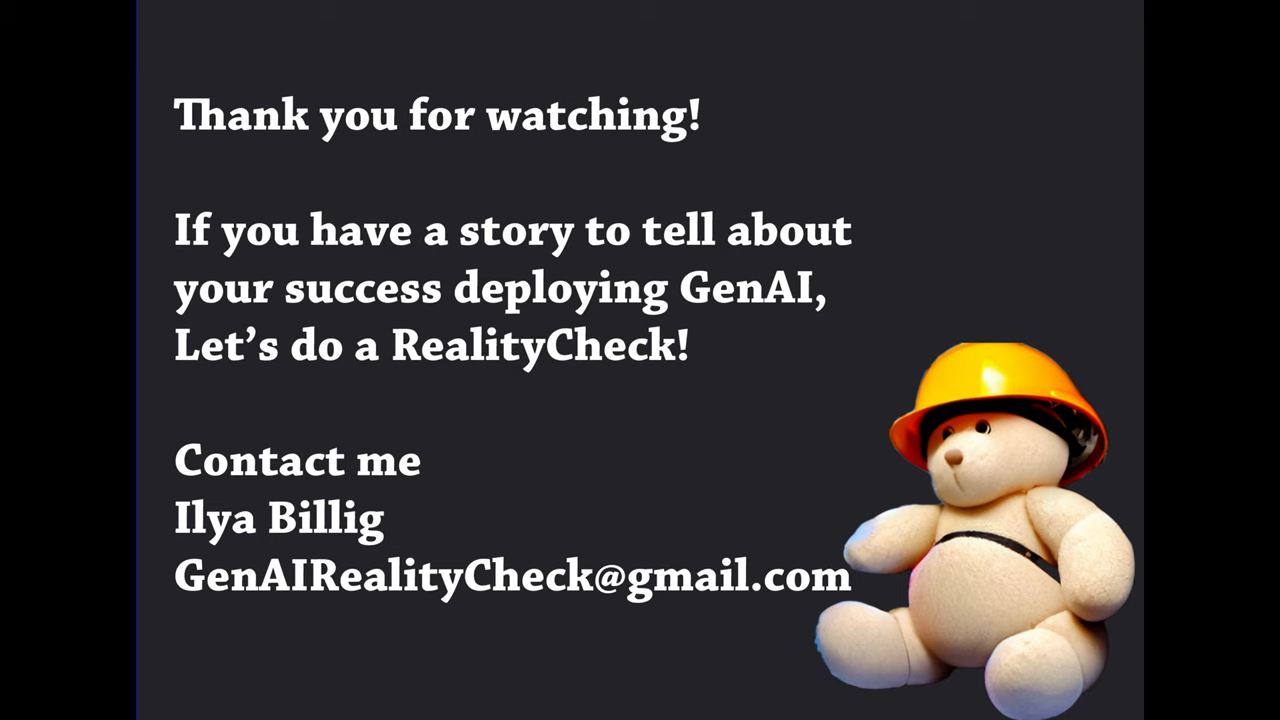 Thank you for watching!
If you have a story to tell about
your success deploying GenAI,
Let’s do a RealityCheck!
Contact me
Ilya Billig
GenAIRealityCheck@gmail.com